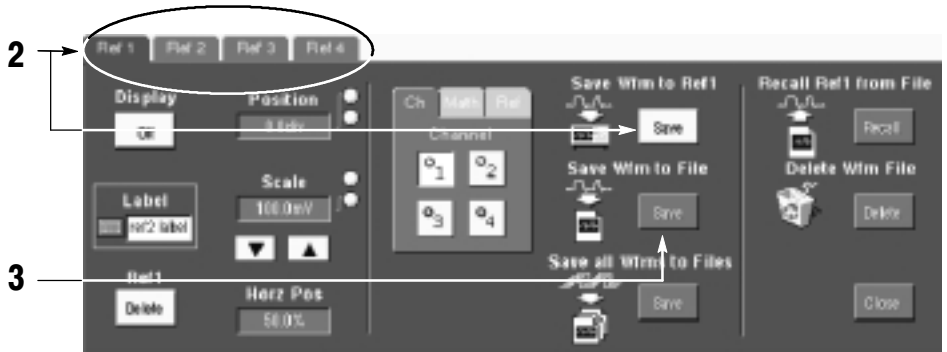 2
Ref 1 Ref 2 Ref 3 Ref 4
Display
Off
Position
0.0div
Label
ref2 label
Scale
100.0mV
Ref1
Delete
Horz Pos
50.0%
Ch Math Ref
Channel
1 2
3 4
Save Wfm to Ref1
Save
Save Wfm to File
Save
Save all Wfms to Files
Save
Recall Ref1 from File
Recall
Delete Wfm File
Delete
Close
3